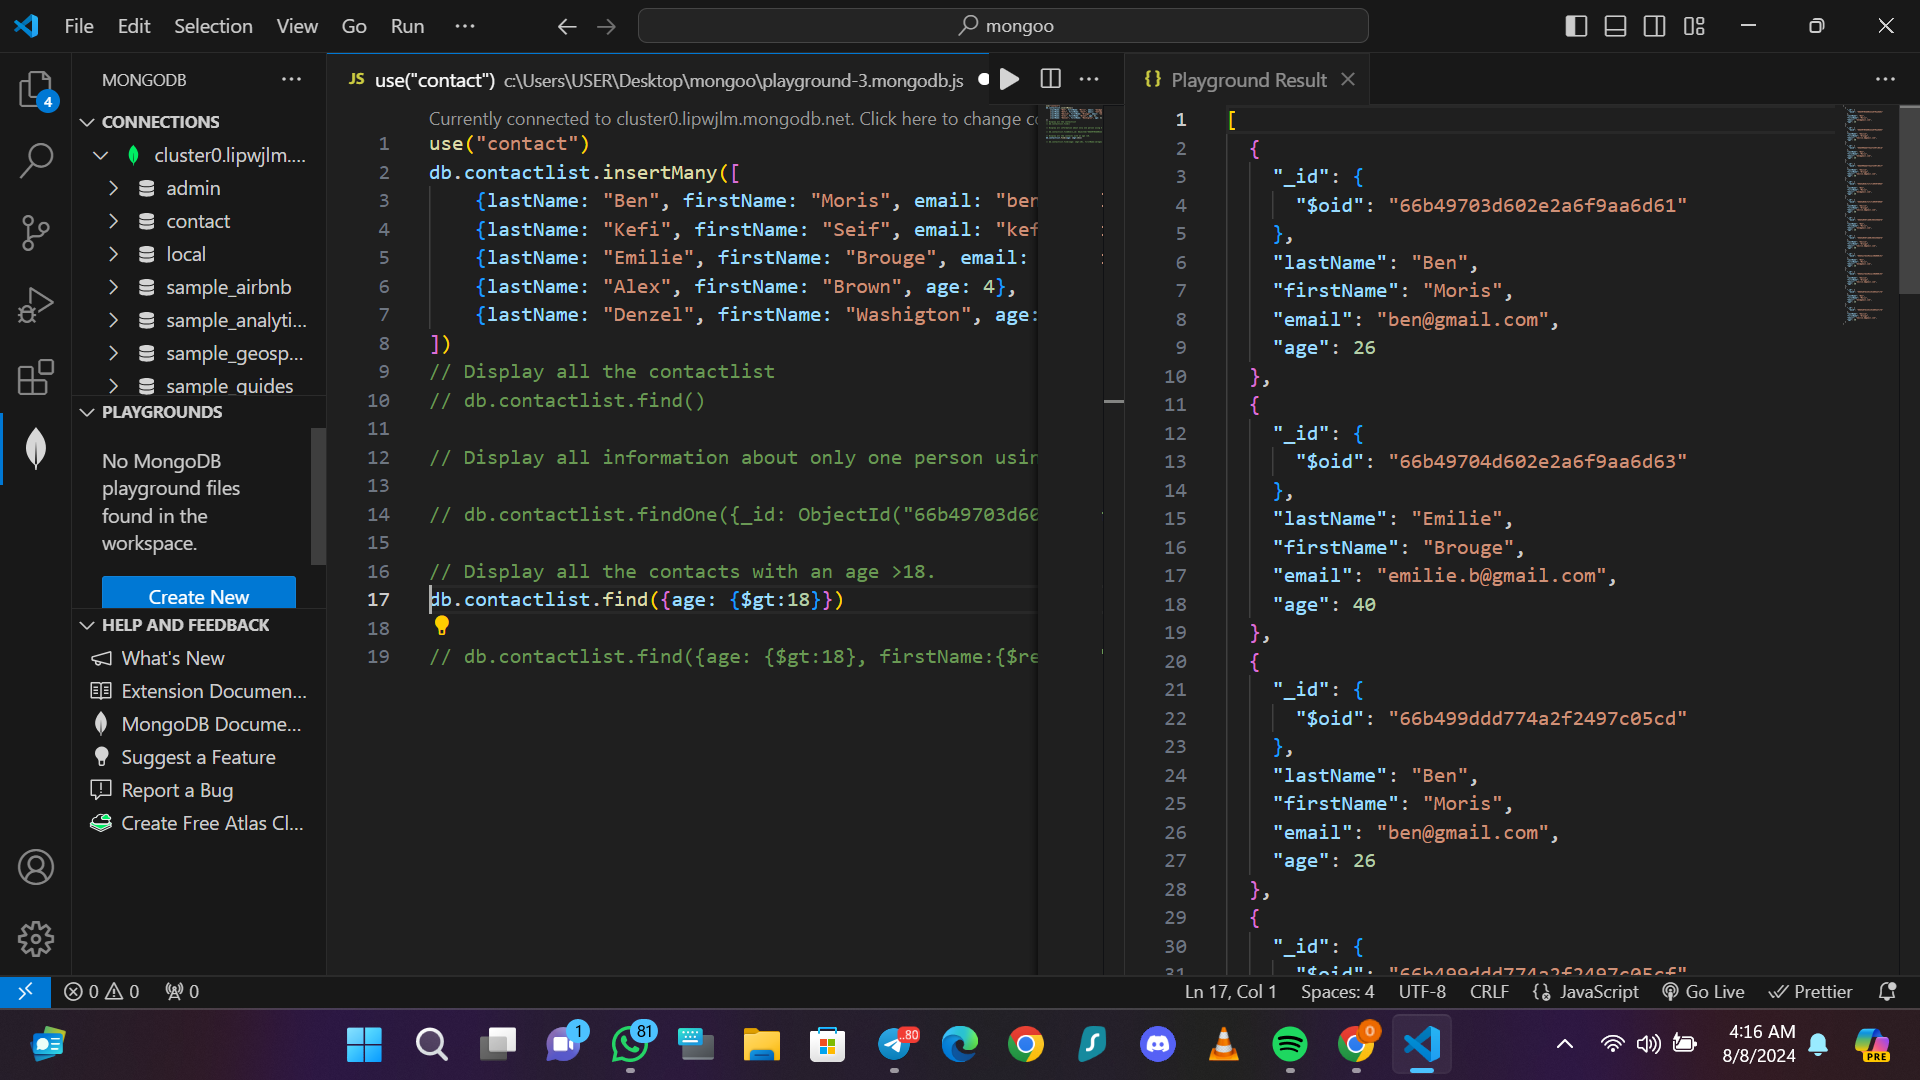 File Edit Selection View Go Run ···
mongoo
MONGODB ···
CONNECTIONS
cluster0.lipwjlm....
admin
contact
local
sample_airbnb
sample_analyti...
sample_geosp...
sample_guides
PLAYGROUNDS
No MongoDB
playground files
found in the
workspace.
Create New
HELP AND FEEDBACK
What's New
Extension Documen...
MongoDB Docume...
Suggest a Feature
Report a Bug
Create Free Atlas Cl...
4
JS use("contact") c:\Users\USER\Desktop\mongoo\playground-3.mongodb.js
Currently connected to cluster0.lipwjlm.mongodb.net. Click here to change co
1 use("contact")
2 db.contactlist.insertMany([
3 {lastName: "Ben", firstName: "Moris", email: "ben
4 {lastName: "Kefi", firstName: "Seif", email: "kef
5 {lastName: "Emilie", firstName: "Brouge", email:
6 {lastName: "Alex", firstName: "Brown", age: 4},
7 {lastName: "Denzel", firstName: "Washigton", age:
8 ])
9 // Display all the contactlist
10 // db.contactlist.find()
11
12 // Display all information about only one person usin
13
14 // db.contactlist.findOne({_id: ObjectId("66b49703d60
15
16 // Display all the contacts with an age >18.
17 db.contactlist.find({age: {$gt:18}})
18
19 // db.contactlist.find({age: {$gt:18}, firstName:{$re
{} Playground Result
1 [
2 {
3 "_id": {
4 "$oid": "66b49703d602e2a6f9aa6d61"
5 },
6 "lastName": "Ben",
7 "firstName": "Moris",
8 "email": "ben@gmail.com",
9 "age": 26
10 },
11 {
12 "_id": {
13 "$oid": "66b49704d602e2a6f9aa6d63"
14 },
15 "lastName": "Emilie",
16 "firstName": "Brouge",
17 "email": "emilie.b@gmail.com",
18 "age": 40
19 },
20 {
21 "_id": {
22 "$oid": "66b499ddd774a2f2497c05cd"
23 },
24 "lastName": "Ben",
25 "firstName": "Moris",
26 "email": "ben@gmail.com",
27 "age": 26
28 },
29 {
30 "_id": {
31 "$oid": "66b499ddd774a2f2497c05cf"
0 0 0
Ln 17, Col 1 Spaces: 4 UTF-8 CRLF JavaScript Go Live Prettier
1 81 ..80 0
4:16 AM
8/8/2024
PRE